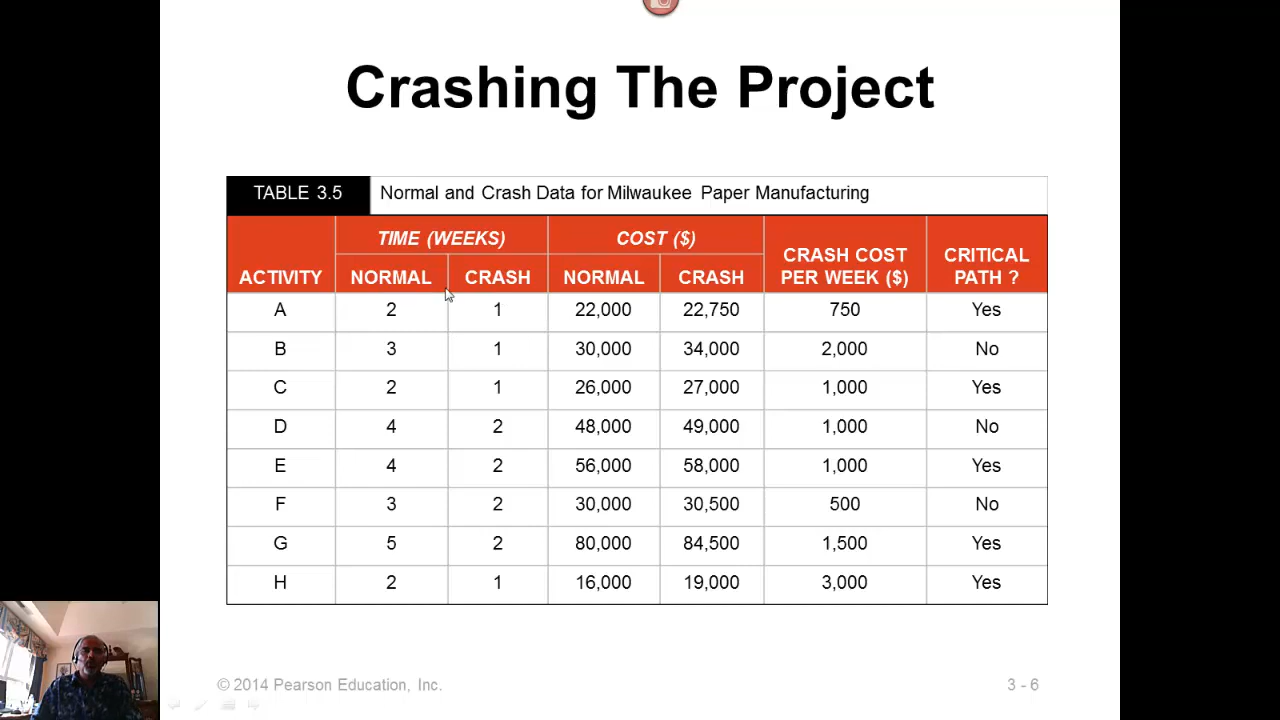 Crashing The Project
TABLE 3.5 Normal and Crash Data for Milwaukee Paper Manufacturing
TIME (WEEKS) COST ($)
ACTIVITY NORMAL CRASH NORMAL CRASH CRASH COST PER WEEK ($) CRITICAL PATH ?
A 2 1 22,000 22,750 750 Yes
B 3 1 30,000 34,000 2,000 No
C 2 1 26,000 27,000 1,000 Yes
D 4 2 48,000 49,000 1,000 No
E 4 2 56,000 58,000 1,000 Yes
F 3 2 30,000 30,500 500 No
G 5 2 80,000 84,500 1,500 Yes
H 2 1 16,000 19,000 3,000 Yes
© 2014 Pearson Education, Inc. 3 - 6